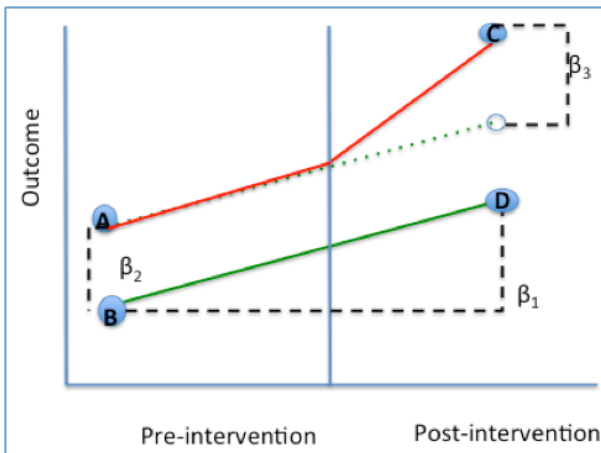 C
β3
Outcome
A
D
β2
β1
B
Pre-intervention
Post-intervention